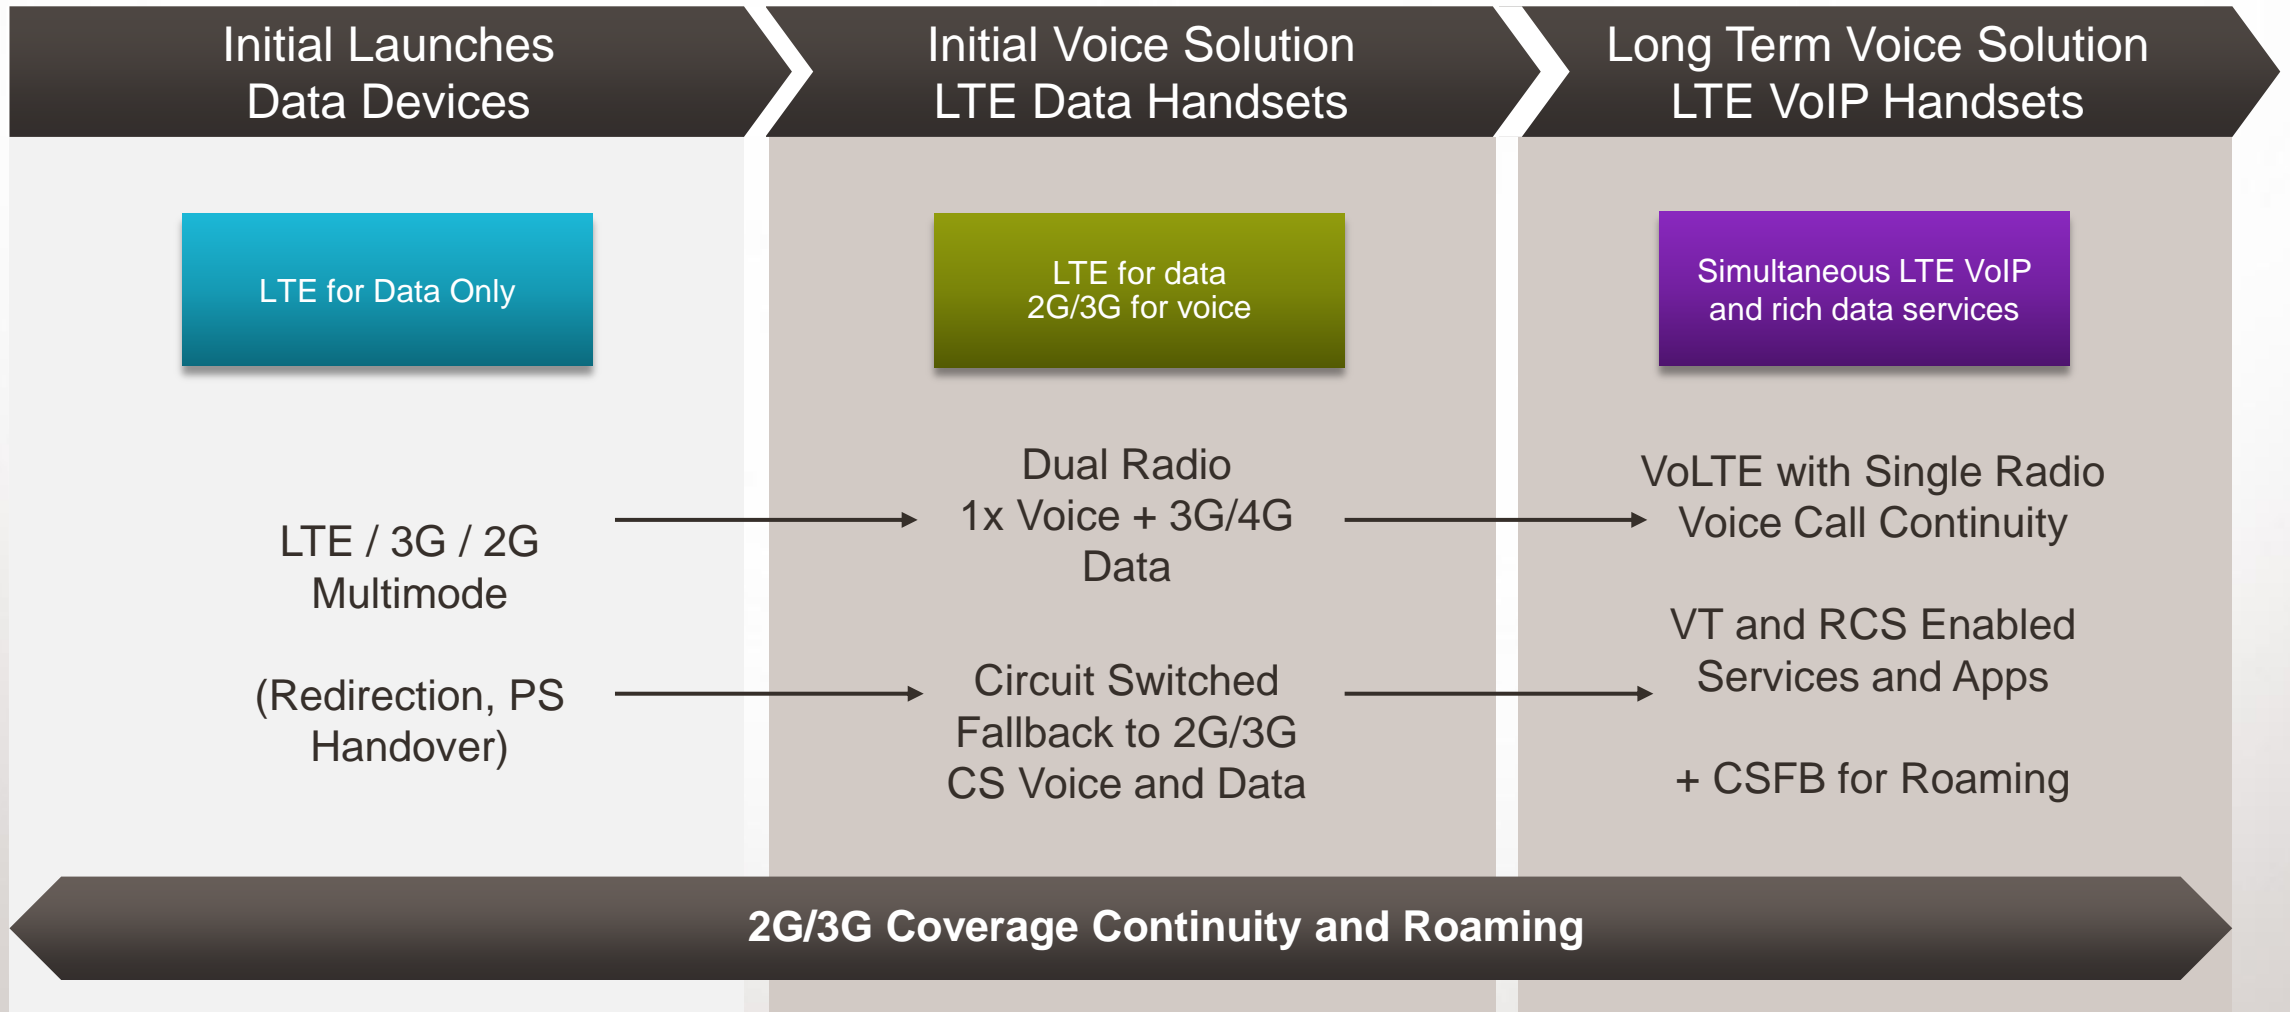 Initial Launches
Data Devices
Initial Voice Solution
LTE Data Handsets
Long Term Voice Solution
LTE VoIP Handsets
LTE for Data Only
LTE for data
2G/3G for voice
Simultaneous LTE VoIP
and rich data services
LTE / 3G / 2G
Multimode
(Redirection, PS
Handover)
Dual Radio
1x Voice + 3G/4G
Data
Circuit Switched
Fallback to 2G/3G
CS Voice and Data
VoLTE with Single Radio
Voice Call Continuity
VT and RCS Enabled
Services and Apps
+ CSFB for Roaming
2G/3G Coverage Continuity and Roaming